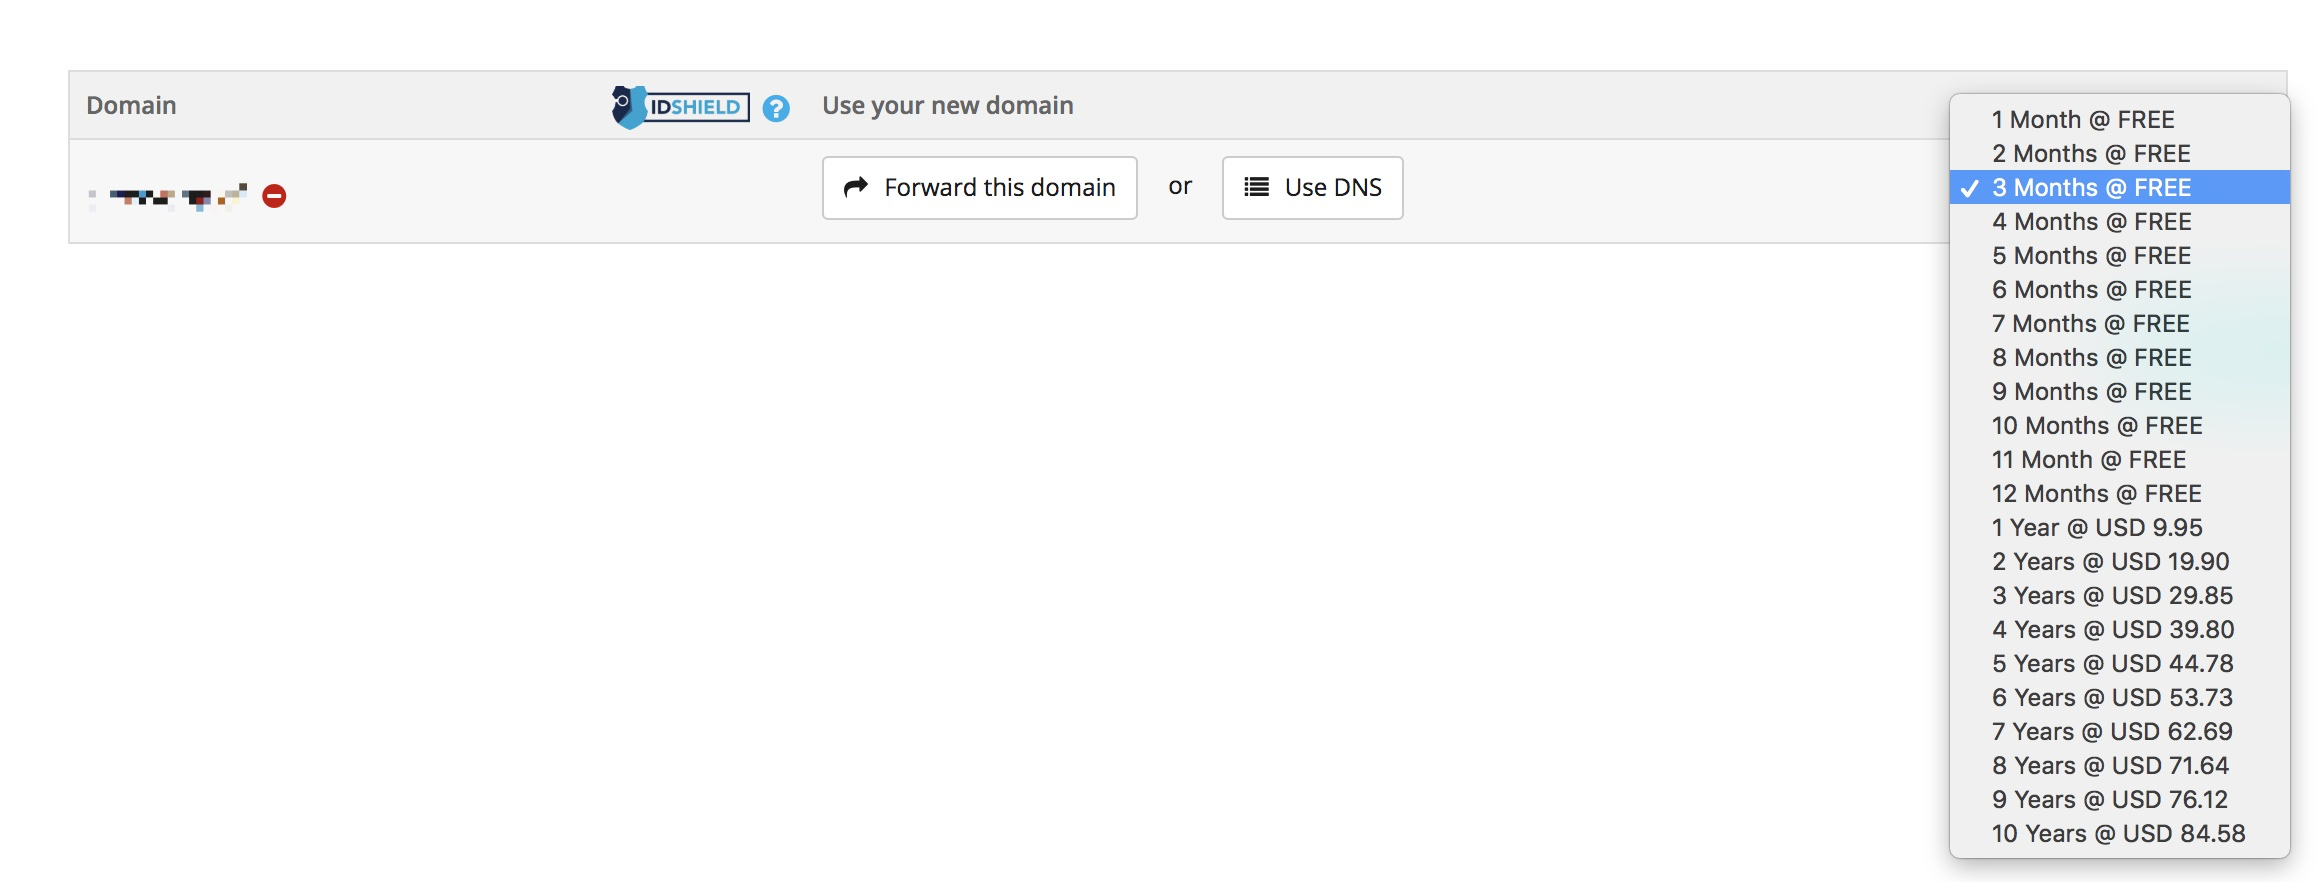 Domain
IDSHIELD ?
Use your new domain
Forward this domain or Use DNS
1 Month @ FREE
2 Months @ FREE
3 Months @ FREE
4 Months @ FREE
5 Months @ FREE
6 Months @ FREE
7 Months @ FREE
8 Months @ FREE
9 Months @ FREE
10 Months @ FREE
11 Month @ FREE
12 Months @ FREE
1 Year @ USD 9.95
2 Years @ USD 19.90
3 Years @ USD 29.85
4 Years @ USD 39.80
5 Years @ USD 44.78
6 Years @ USD 53.73
7 Years @ USD 62.69
8 Years @ USD 71.64
9 Years @ USD 76.12
10 Years @ USD 84.58